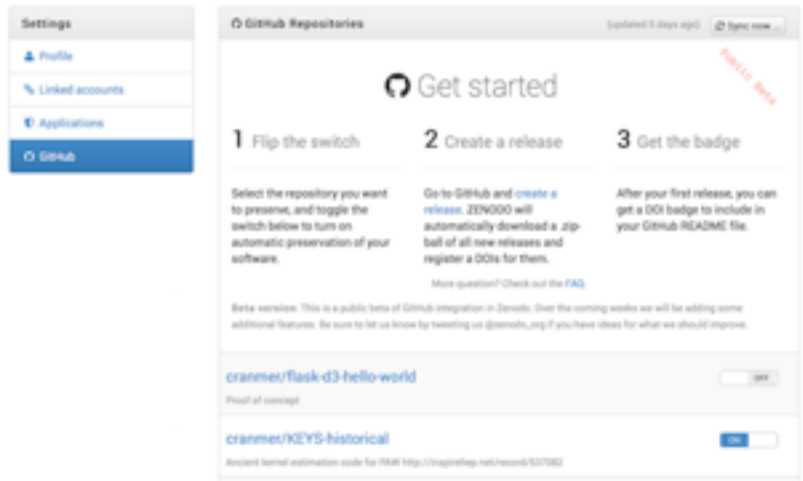 Settings
Profile
Linked accounts
Applications
GitHub
GitHub Repositories
(updated 5 days ago)
Sync now ...
Public Beta
Get started
1 Flip the switch
Select the repository you want
to preserve, and toggle the
switch below to turn on
automatic preservation of your
software.
2 Create a release
Go to GitHub and create a
release. ZENODO will
automatically download a .zip-
ball of all new releases and
register a DOIs for them.
3 Get the badge
After your first release, you can
get a DOI badge to include in
your GitHub README file.
More question? Check out the FAQ.
Beta version: This is a public beta of GitHub integration in Zenodo. Over the coming weeks we will be adding some
additional features. Be sure to let us know by tweeting us @zenodo_org if you have ideas for what we should improve.
cranmer/flask-d3-hello-world
OFF
Proof of concept
cranmer/KEYS-historical
ON
Ancient kernel estimation code for PAW http://inspirehep.net/record/